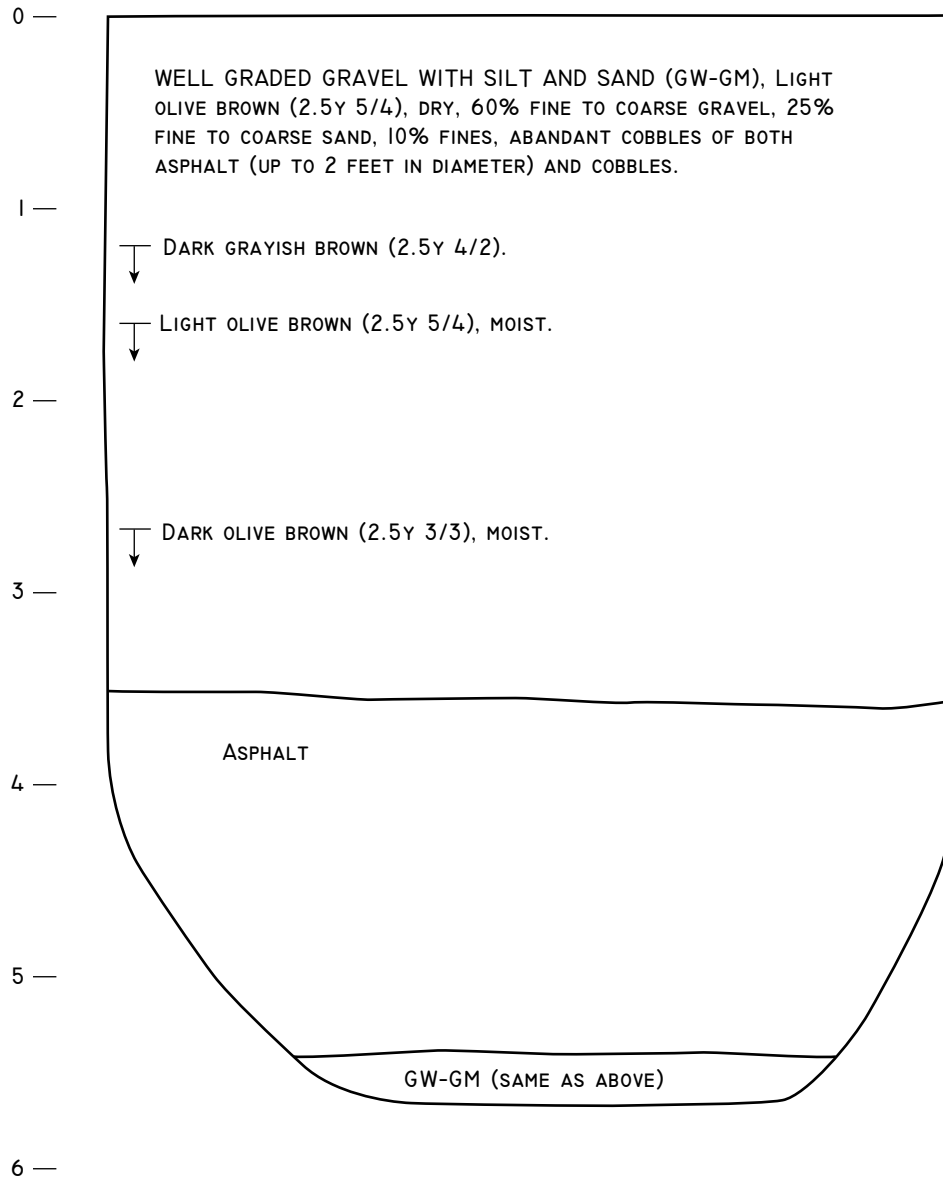 0
WELL GRADED GRAVEL WITH SILT AND SAND (GW-GM), LIGHT
OLIVE BROWN (2.5Y 5/4), DRY, 60% FINE TO COARSE GRAVEL, 25%
FINE TO COARSE SAND, 10% FINES, ABANDANT COBBLES OF BOTH
ASPHALT (UP TO 2 FEET IN DIAMETER) AND COBBLES.
1
DARK GRAYISH BROWN (2.5Y 4/2).
LIGHT OLIVE BROWN (2.5Y 5/4), MOIST.
2
DARK OLIVE BROWN (2.5Y 3/3), MOIST.
3
ASPHALT
4
5
GW-GM (SAME AS ABOVE)
6